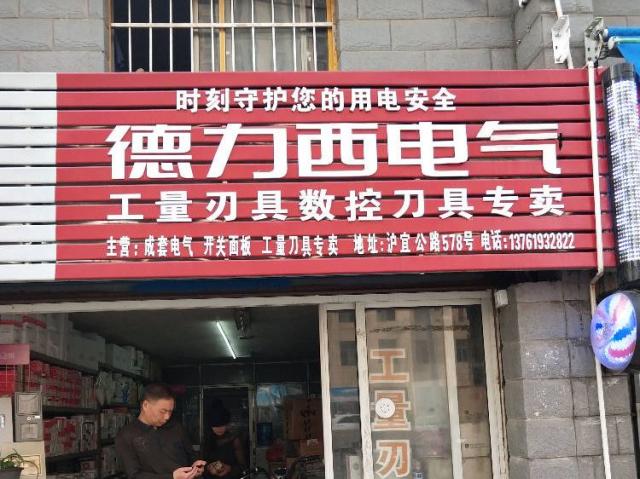 时刻守护您的用电安全
德力西电气
工量刃具数控刀具专卖
主营:成套电气 开关面板 工量刀具专卖 地址:沪宜公路578号 电话:13761932822
工量刃